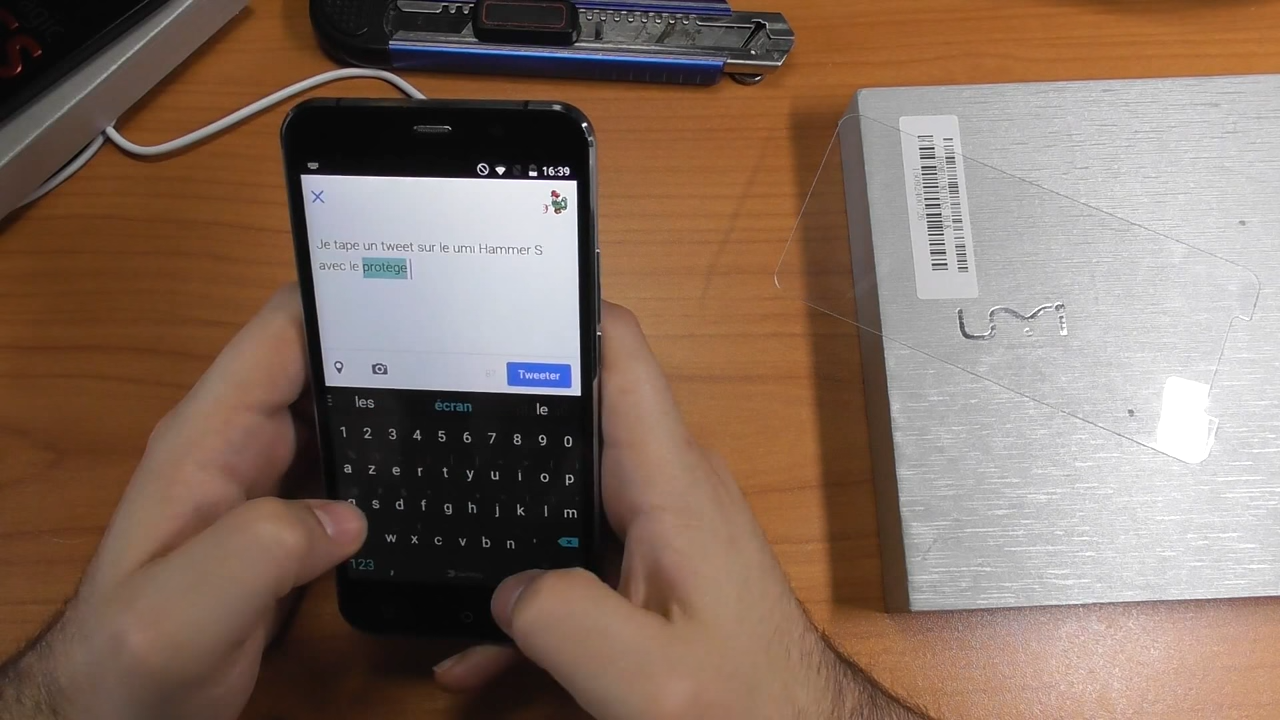 16:39
Je tape un tweet sur le umi Hammer S
avec le protège
Tweeter
les écran le
1 2 3 4 5 6 7 8 9 0
a z e r t y u i o p
q s d f g h j k l m
w x c v b n '
123 ,
umi